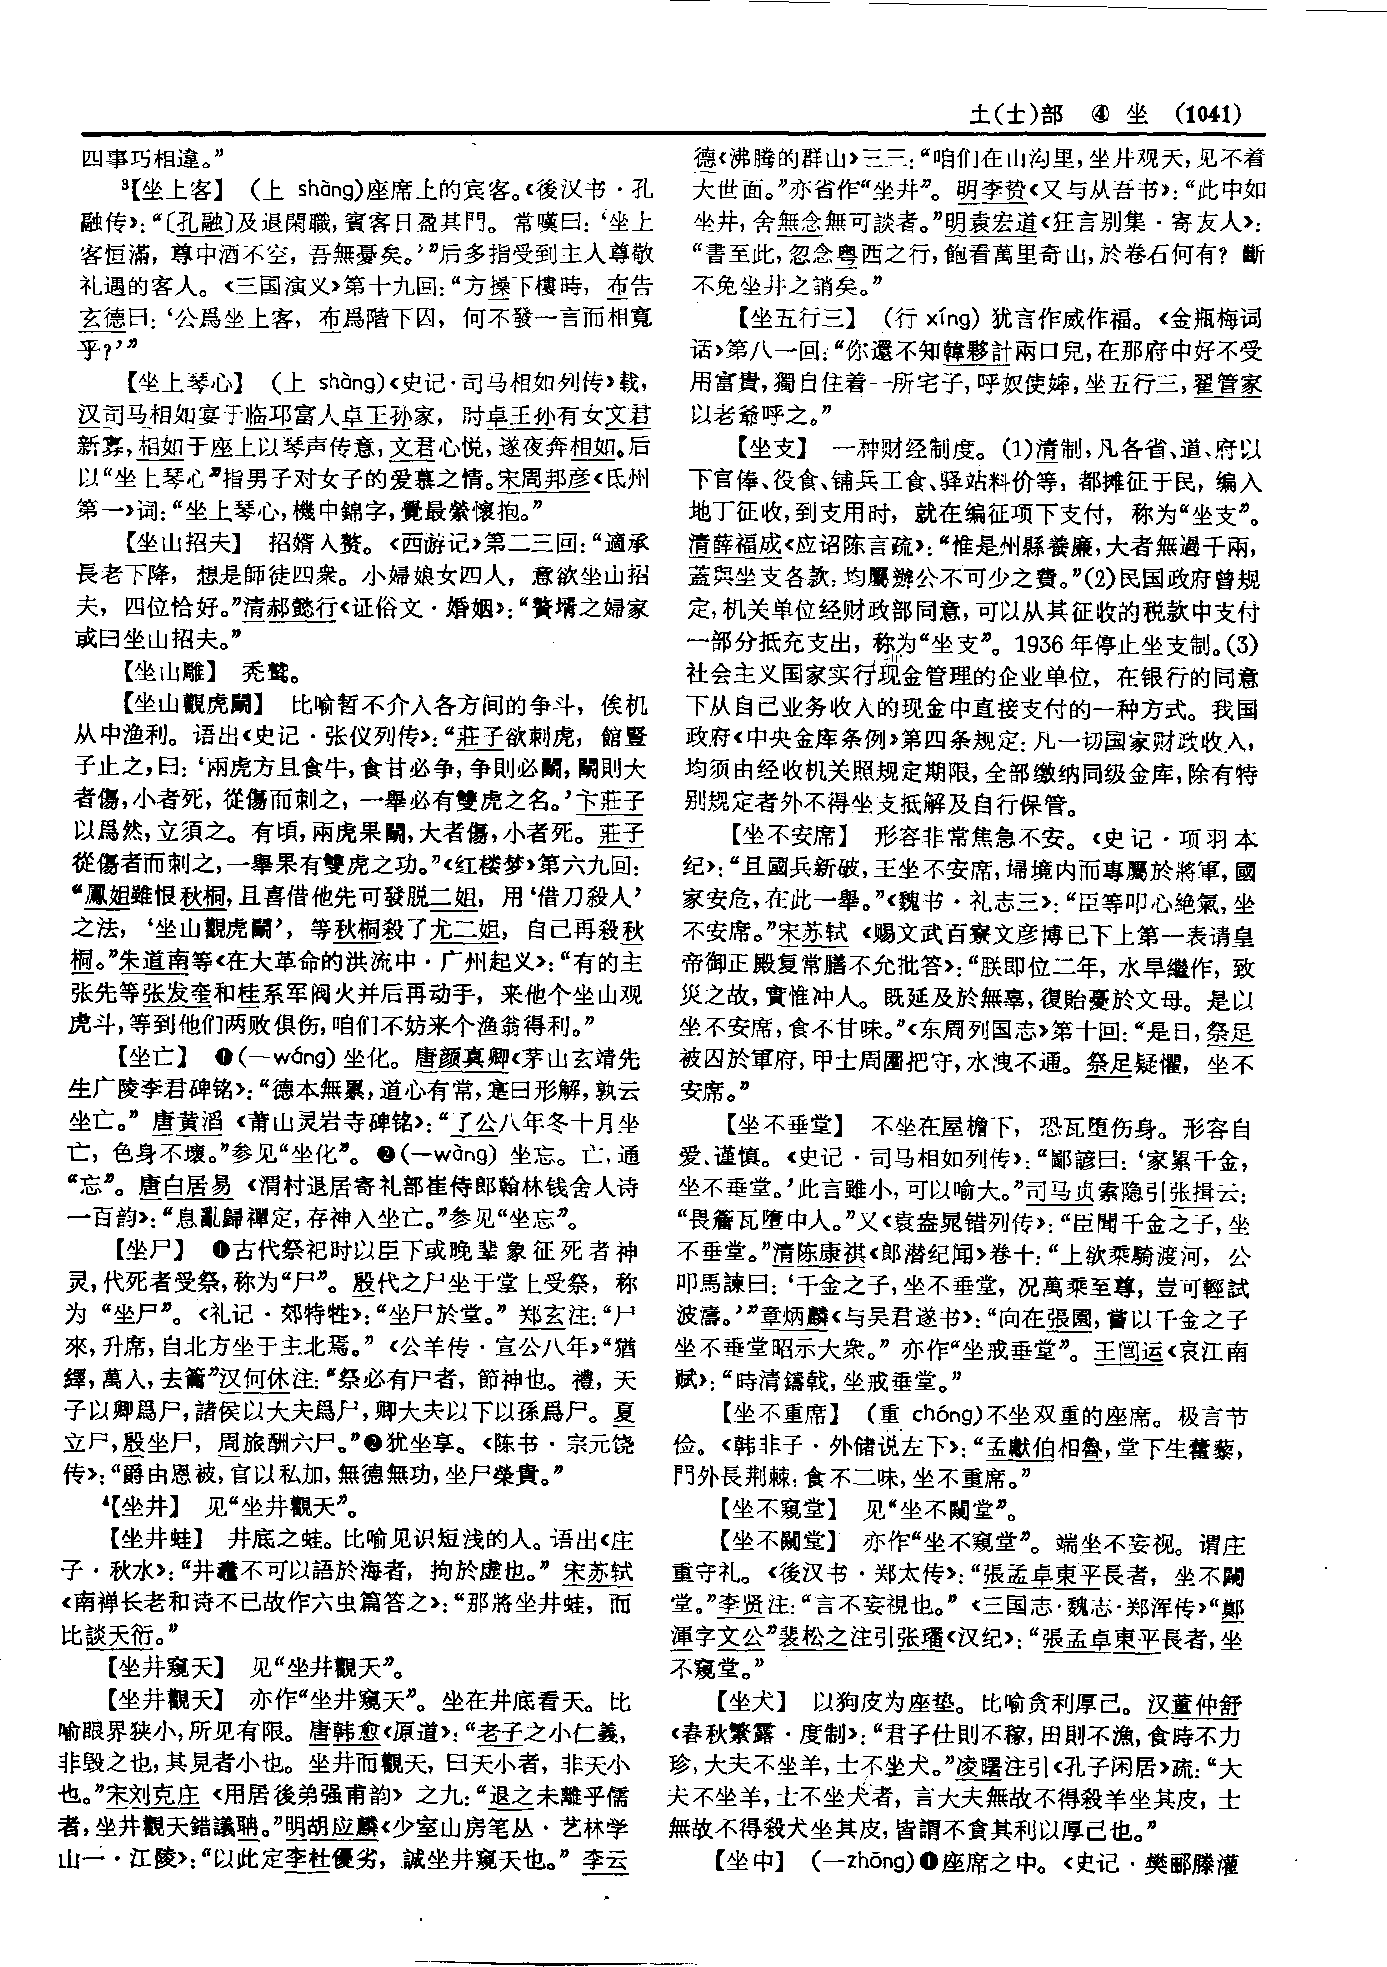 土(士)部 ④ 坐 (1041)
四事巧相違。”
³【坐上客】 (上 shàng)座席上的宾客。《後汉书·孔
融传》：“〔孔融〕及退閑職，賓客日盈其門。常嘆曰：‘坐上
客恒滿，尊中酒不空，吾無憂矣。’”后多指受到主人尊敬
礼遇的客人。《三国演义》第十九回：“方操下樓時，布告
玄德曰：‘公爲坐上客，布爲階下囚，何不發一言而相寬
乎？’”
【坐上琴心】 (上 shàng)《史记·司马相如列传》载，
汉司马相如宴于临邛富人卓王孙家，时卓王孙有女文君
新寡，相如于座上以琴声传意，文君心悦，遂夜奔相如。后
以“坐上琴心”指男子对女子的爱慕之情。宋周邦彦《氐州
第一》词：“坐上琴心，機中錦字，覺最縈懷抱。”
【坐山招夫】 招婿入赘。《西游记》第二三回：“適承
長老下降，想是師徒四衆。小婦娘女四人，意欲坐山招
夫，四位恰好。”清郝懿行《证俗文·婚姻》：“贅壻之婦家
或曰坐山招夫。”
【坐山雕】 秃鹫。
【坐山觀虎鬭】 比喻暂不介入各方间的争斗，俟机
从中渔利。语出《史记·张仪列传》：“莊子欲刺虎，館豎
子止之，曰：‘兩虎方且食牛，食甘必争，争則必鬭，鬭則大
者傷，小者死，從傷而刺之，一舉必有雙虎之名。’卞莊子
以爲然，立須之。有頃，兩虎果鬭，大者傷，小者死。莊子
從傷者而刺之，一舉果有雙虎之功。”《红楼梦》第六九回：
“鳳姐雖恨秋桐，且喜借他先可發脱二姐，用‘借刀殺人’
之法，‘坐山觀虎鬭’，等秋桐殺了尤二姐，自己再殺秋
桐。”朱道南等《在大革命的洪流中·广州起义》：“有的主
张先等张发奎和桂系军阀火并后再动手，来他个坐山观
虎斗，等到他们两败俱伤，咱们不妨来个渔翁得利。”
【坐亡】 ❶(—wáng)坐化。唐颜真卿《茅山玄靖先
生广陵李君碑铭》：“德本無累，道心有常，寔曰形解，孰云
坐亡。”唐黄滔《莆山灵岩寺碑铭》：“了公八年冬十月坐
亡，色身不壞。”参见“坐化”。❷(—wàng)坐忘。亡，通
“忘”。唐白居易《渭村退居寄礼部崔侍郎翰林钱舍人诗
一百韵》：“息亂歸禪定，存神入坐亡。”参见“坐忘”。
【坐尸】 ❶古代祭祀时以臣下或晚辈象征死者神
灵，代死者受祭，称为“尸”。殷代之尸坐于堂上受祭，称
为“坐尸”。《礼记·郊特牲》：“坐尸於堂。”郑玄注：“尸
來，升席，自北方坐于主北焉。”《公羊传·宣公八年》“猶
繹，萬入，去籥”汉何休注：“祭必有尸者，節神也。禮，天
子以卿爲尸，諸侯以大夫爲尸，卿大夫以下以孫爲尸。夏
立尸，殷坐尸，周旅酬六尸。”❷犹坐享。《陈书·宗元饶
传》：“爵由恩被，官以私加，無德無功，坐尸榮貴。”
⁴【坐井】 见“坐井觀天”。
【坐井蛙】 井底之蛙。比喻见识短浅的人。语出《庄
子·秋水》：“井鼃不可以語於海者，拘於虚也。”宋苏轼
《南禅长老和诗不已故作六虫篇答之》：“那將坐井蛙，而
比談天衍。”
【坐井窺天】 见“坐井觀天”。
【坐井觀天】 亦作“坐井窺天”。坐在井底看天。比
喻眼界狭小，所见有限。唐韩愈《原道》：“老子之小仁義，
非毁之也，其見者小也。坐井而觀天，曰天小者，非天小
也。”宋刘克庄《用居後弟强甫韵》之九：“退之未離乎儒
者，坐井觀天錯議聃。”明胡应麟《少室山房笔丛·艺林学
山一·江陵》：“以此定李杜優劣，誠坐井窺天也。”李云
德《沸腾的群山》三三：“咱们在山沟里，坐井观天，见不着
大世面。”亦省作“坐井”。明李贽《又与从吾书》：“此中如
坐井，舍無念無可談者。”明袁宏道《狂言别集·寄友人》：
“書至此，忽念粤西之行，飽看萬里奇山，於卷石何有？斷
不免坐井之誚矣。”
【坐五行三】 (行 xíng)犹言作威作福。《金瓶梅词
话》第八一回：“你還不知韓夥計兩口兒，在那府中好不受
用富貴，獨自住着一所宅子，呼奴使婢，坐五行三，翟管家
以老爺呼之。”
【坐支】 一种财经制度。(1)清制，凡各省、道、府以
下官俸、役食、铺兵工食、驿站料价等，都摊征于民，编入
地丁征收，到支用时，就在编征项下支付，称为“坐支”。
清薛福成《应诏陈言疏》：“惟是州縣養廉，大者無過千兩，
蓋與坐支各款，均屬辦公不可少之費。”(2)民国政府曾规
定，机关单位经财政部同意，可以从其征收的税款中支付
一部分抵充支出，称为“坐支”。1936年停止坐支制。(3)
社会主义国家实行现金管理的企业单位，在银行的同意
下从自己业务收入的现金中直接支付的一种方式。我国
政府《中央金库条例》第四条规定：凡一切国家财政收入，
均须由经收机关照规定期限，全部缴纳同级金库，除有特
别规定者外不得坐支抵解及自行保管。
【坐不安席】 形容非常焦急不安。《史记·项羽本
纪》：“且國兵新破，王坐不安席，埽境内而專屬於將軍，國
家安危，在此一舉。”《魏书·礼志三》：“臣等叩心絶氣，坐
不安席。”宋苏轼《赐文武百寮文彦博已下上第一表请皇
帝御正殿复常膳不允批答》：“朕即位二年，水旱繼作，致
災之故，實惟冲人。既延及於無辜，復貽憂於文母。是以
坐不安席，食不甘味。”《东周列国志》第十回：“是日，祭足
被囚於軍府，甲士周圍把守，水洩不通。祭足疑懼，坐不
安席。”
【坐不垂堂】 不坐在屋檐下，恐瓦堕伤身。形容自
爱、谨慎。《史记·司马相如列传》：“鄙諺曰：‘家累千金，
坐不垂堂。’此言雖小，可以喻大。”司马贞索隐引张揖云：
“畏簷瓦墮中人。”又《袁盎晁错列传》：“臣聞千金之子，坐
不垂堂。”清陈康祺《郎潜纪闻》卷十：“上欲乘騎渡河，公
叩馬諫曰：‘千金之子，坐不垂堂，况萬乘至尊，豈可輕試
波濤。’”章炳麟《与吴君遂书》：“向在張園，嘗以千金之子
坐不垂堂昭示大衆。”亦作“坐戒垂堂”。王闿运《哀江南
赋》：“時清鑄戟，坐戒垂堂。”
【坐不重席】 (重 chóng)不坐双重的座席。极言节
俭。《韩非子·外储说左下》：“孟獻伯相魯，堂下生藿藜，
門外長荆棘，食不二味，坐不重席。”
【坐不窺堂】 见“坐不闚堂”。
【坐不闚堂】 亦作“坐不窺堂”。端坐不妄视。谓庄
重守礼。《後汉书·郑太传》：“張孟卓東平長者，坐不闚
堂。”李贤注：“言不妄視也。”《三国志·魏志·郑浑传》“鄭
渾字文公”裴松之注引张璠《汉纪》：“張孟卓東平長者，坐
不窺堂。”
【坐犬】 以狗皮为座垫。比喻贪利厚己。汉董仲舒
《春秋繁露·度制》：“君子仕則不稼，田則不漁，食時不力
珍，大夫不坐羊，士不坐犬。”凌曙注引《孔子闲居》疏：“大
夫不坐羊，士不坐犬者，言大夫無故不得殺羊坐其皮，士
無故不得殺犬坐其皮，皆謂不貪其利以厚己也。”
【坐中】 (—zhōng)❶座席之中。《史记·樊郦滕灌